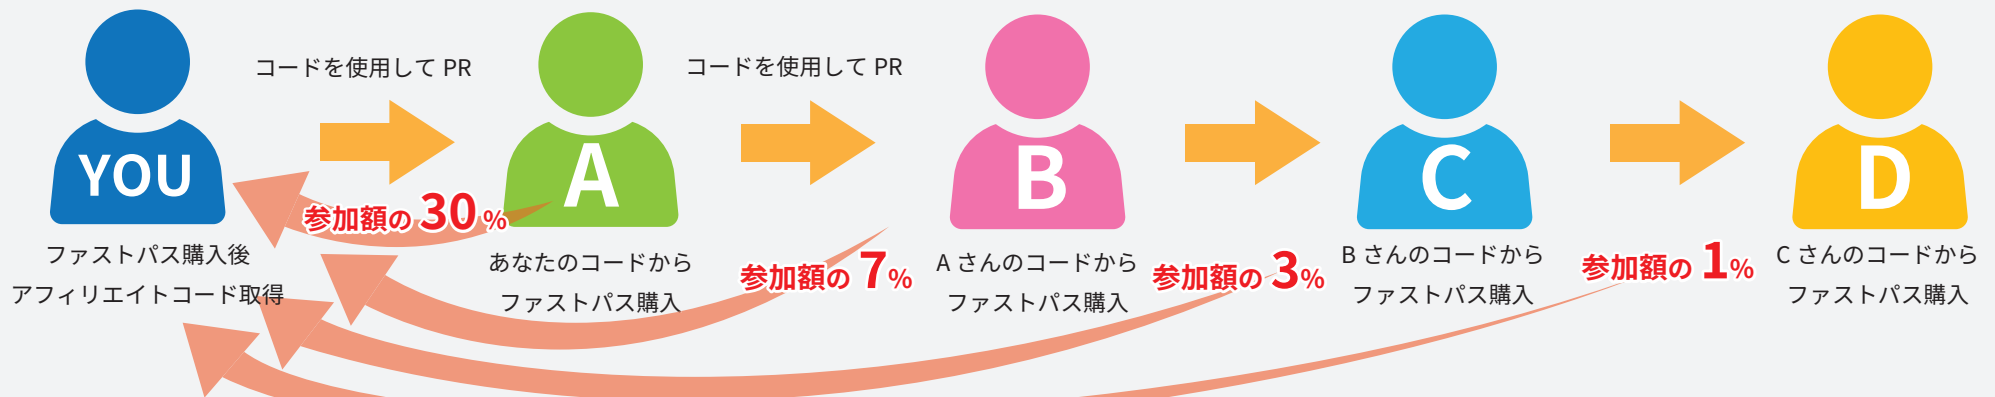 コードを使用して PR
コードを使用して PR
YOU
A
B
C
D
参加額の 30 %
参加額の 7 %
参加額の 3 %
参加額の 1 %
ファストパス購入後
アフィリエイトコード取得
あなたのコードから
ファストパス購入
A さんのコードから
ファストパス購入
B さんのコードから
ファストパス購入
C さんのコードから
ファストパス購入